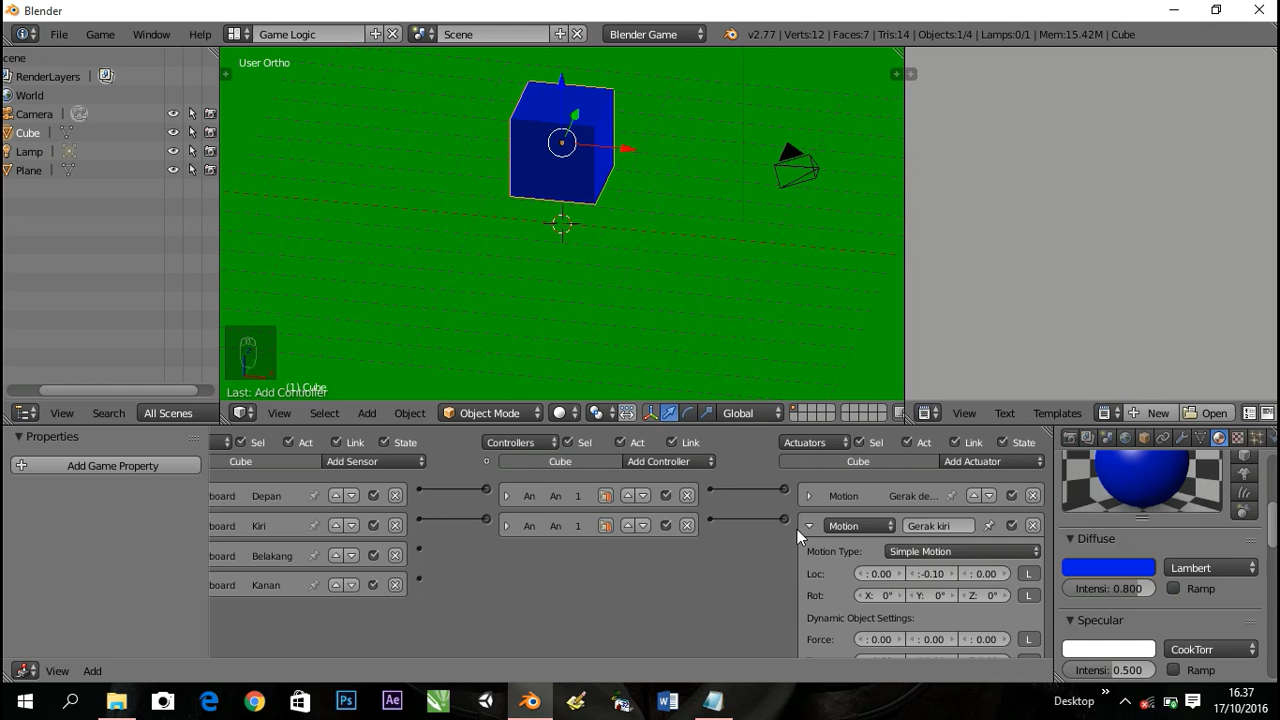 Blender
File Game Window Help Game Logic Scene Blender Game v2.77 | Verts:12 | Faces:7 | Tris:14 | Objects:1/4 | Lamps:0/1 | Mem:15.42M | Cube
cene
RenderLayers
World
Camera
Cube
Lamp
Plane
User Ortho
Last: Add Controller
(1) Cube
View Search All Scenes
View Select Add Object Object Mode Global
View Text Templates New Open
Properties
Add Game Property
Sel Act Link State
Cube Add Sensor
board Depan
board Kiri
board Belakang
board Kanan
Controllers Sel Act Link
Cube Add Controller
An An 1
An An 1
Actuators Sel Act Link State
Cube Add Actuator
Motion Gerak de...
Motion Gerak kiri
Motion Type: Simple Motion
Loc: : 0.00 :-0.10 : 0.00 L
Rot: X: 0° Y: 0° Z: 0° L
Dynamic Object Settings:
Force: : 0.00 : 0.00 : 0.00 L
Diffuse
Lambert
Intensi: 0.800 Ramp
Specular
CookTorr
Intensi: 0.500 Ramp
View Add
Desktop
16.37
17/10/2016